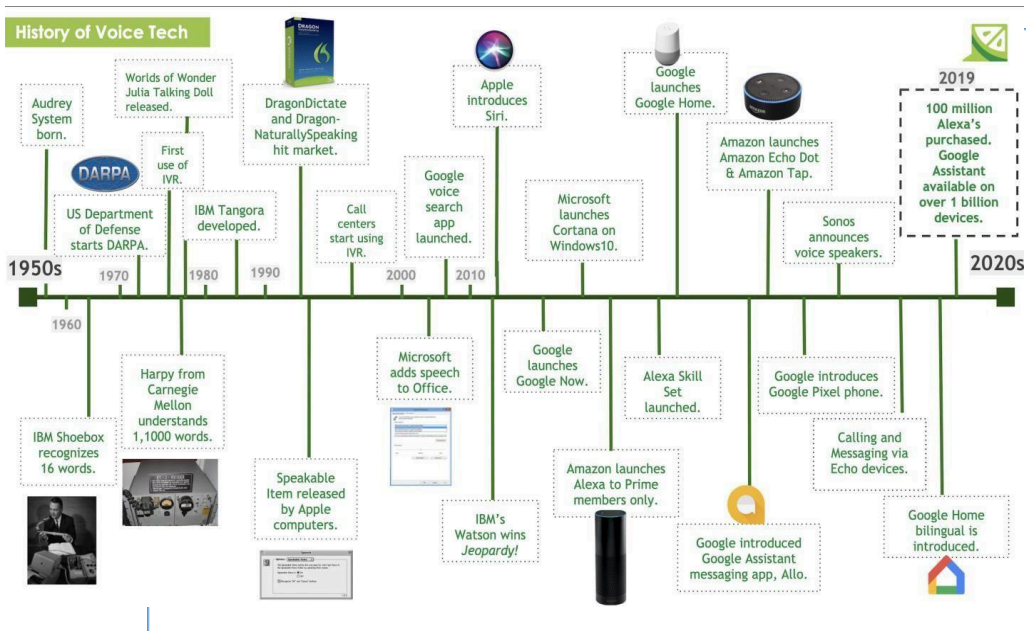 History of Voice Tech
Audrey
System
born.
DARPA
US Department
of Defense
starts DARPA.
Worlds of Wonder
Julia Talking Doll
released.
First
use of
IVR.
IBM Tangora
developed.
DRAGON
DragonDictate
and Dragon-
NaturallySpeaking
hit market.
Call
centers
start using
IVR.
Google
voice
search
app
launched.
Apple
introduces
Siri.
Microsoft
launches
Cortana on
Windows10.
Google
launches
Google Home.
Amazon launches
Amazon Echo Dot
& Amazon Tap.
Sonos
announces
voice speakers.
2019
100 million
Alexa's
purchased.
Google
Assistant
available on
over 1 billion
devices.
1950s
1960
1970
1980
1990
2000
2010
2020s
IBM Shoebox
recognizes
16 words.
Harpy from
Carnegie
Mellon
understands
1,1000 words.
Speakable
Item released
by Apple
computers.
Microsoft
adds speech
to Office.
IBM's
Watson wins
Jeopardy!
Google
launches
Google Now.
Amazon launches
Alexa to Prime
members only.
Alexa Skill
Set
launched.
Google introduced
Google Assistant
messaging app, Allo.
Google introduces
Google Pixel phone.
Calling and
Messaging via
Echo devices.
Google Home
bilingual is
introduced.